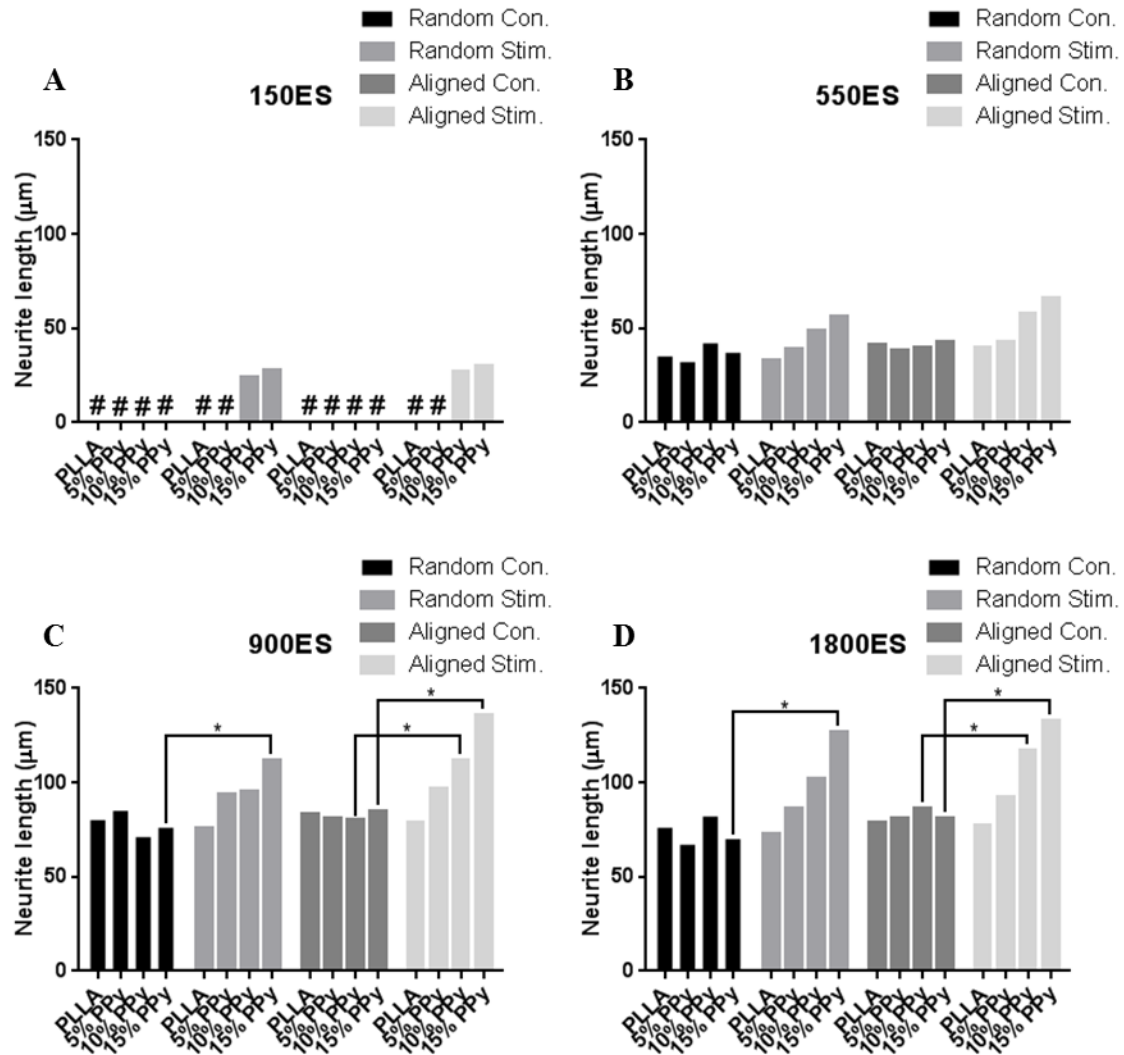 Random Con.
Random Stim.
Aligned Con.
Aligned Stim.
A
150ES
Neurite length (µm)
150
100
50
0
# # # # # # # # # # # #
PLLA 5% PPy 10% PPy 15% PPy PLLA 5% PPy 10% PPy 15% PPy PLLA 5% PPy 10% PPy 15% PPy PLLA 5% PPy 10% PPy 15% PPy
Random Con.
Random Stim.
Aligned Con.
Aligned Stim.
B
550ES
Neurite length (µm)
150
100
50
0
PLLA 5% PPy 10% PPy 15% PPy PLLA 5% PPy 10% PPy 15% PPy PLLA 5% PPy 10% PPy 15% PPy PLLA 5% PPy 10% PPy 15% PPy
Random Con.
Random Stim.
Aligned Con.
Aligned Stim.
C
900ES
Neurite length (µm)
150
100
50
0
*
*
*
PLLA 5% PPy 10% PPy 15% PPy PLLA 5% PPy 10% PPy 15% PPy PLLA 5% PPy 10% PPy 15% PPy PLLA 5% PPy 10% PPy 15% PPy
Random Con.
Random Stim.
Aligned Con.
Aligned Stim.
D
1800ES
Neurite length (µm)
150
100
50
0
*
*
*
PLLA 5% PPy 10% PPy 15% PPy PLLA 5% PPy 10% PPy 15% PPy PLLA 5% PPy 10% PPy 15% PPy PLLA 5% PPy 10% PPy 15% PPy